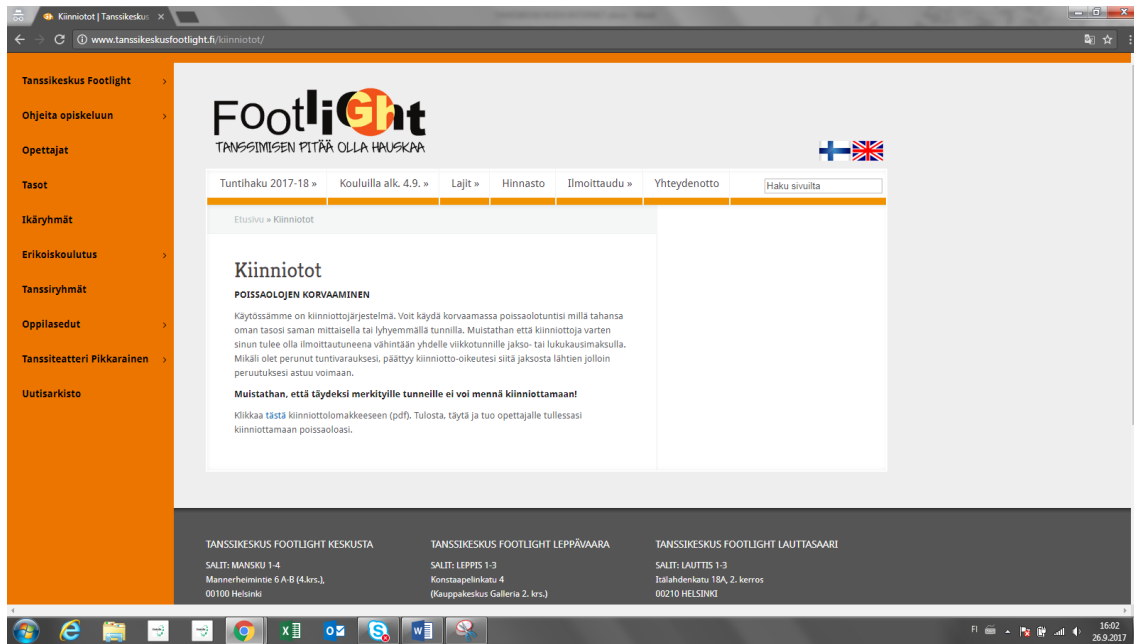 Kiinniotot | Tanssikeskus
www.tanssikeskusfootlight.fi/kiinniotot/
Tanssikeskus Footlight
Ohjeita opiskeluun
Opettajat
Tasot
Ikäryhmät
Erikoiskoulutus
Tanssiryhmät
Oppilasedut
Tanssiteatteri Pikkarainen
Uutisarkisto
FOOtliGht
TANSSIMISEN PITÄÄ OLLA HAUSKAA
Tuntihaku 2017-18 » Kouluilla alk. 4.9. » Lajit » Hinnasto Ilmoittaudu » Yhteydenotto Haku sivuilta
Etusivu » Kiinniotot
Kiinniotot
POISSAOLOJEN KORVAAMINEN
Käytössämme on kiinniottojärjestelmä. Voit käydä korvaamassa poissaolotuntisi millä tahansa
oman tasosi saman mittaisella tai lyhyemmällä tunnilla. Muistathan että kiinniottoja varten
sinun tulee olla ilmoittautuneena vähintään yhdelle viikkotunnille jakso- tai lukukausimaksulla.
Mikäli olet perunut tuntivarauksesi, päättyy kiinniotto-oikeutesi siitä jaksosta lähtien jolloin
peruutuksesi astuu voimaan.
Muistathan, että täydeksi merkityille tunneille ei voi mennä kiinniottamaan!
Klikkaa tästä kiinniottolomakkeeseen (pdf). Tulosta, täytä ja tuo opettajalle tullessasi
kiinniottamaan poissaoloasi.
TANSSIKESKUS FOOTLIGHT KESKUSTA
SALIT: MANSKU 1-4
Mannerheimintie 6 A-B (4.krs.),
00100 Helsinki
TANSSIKESKUS FOOTLIGHT LEPPÄVAARA
SALIT: LEPPIS 1-3
Konstaapelinkatu 4
(Kauppakeskus Galleria 2. krs.)
TANSSIKESKUS FOOTLIGHT LAUTTASAARI
SALIT: LAUTTIS 1-3
Itälahdenkatu 18A, 2. kerros
00210 HELSINKI
FI
16:02
26.9.2017